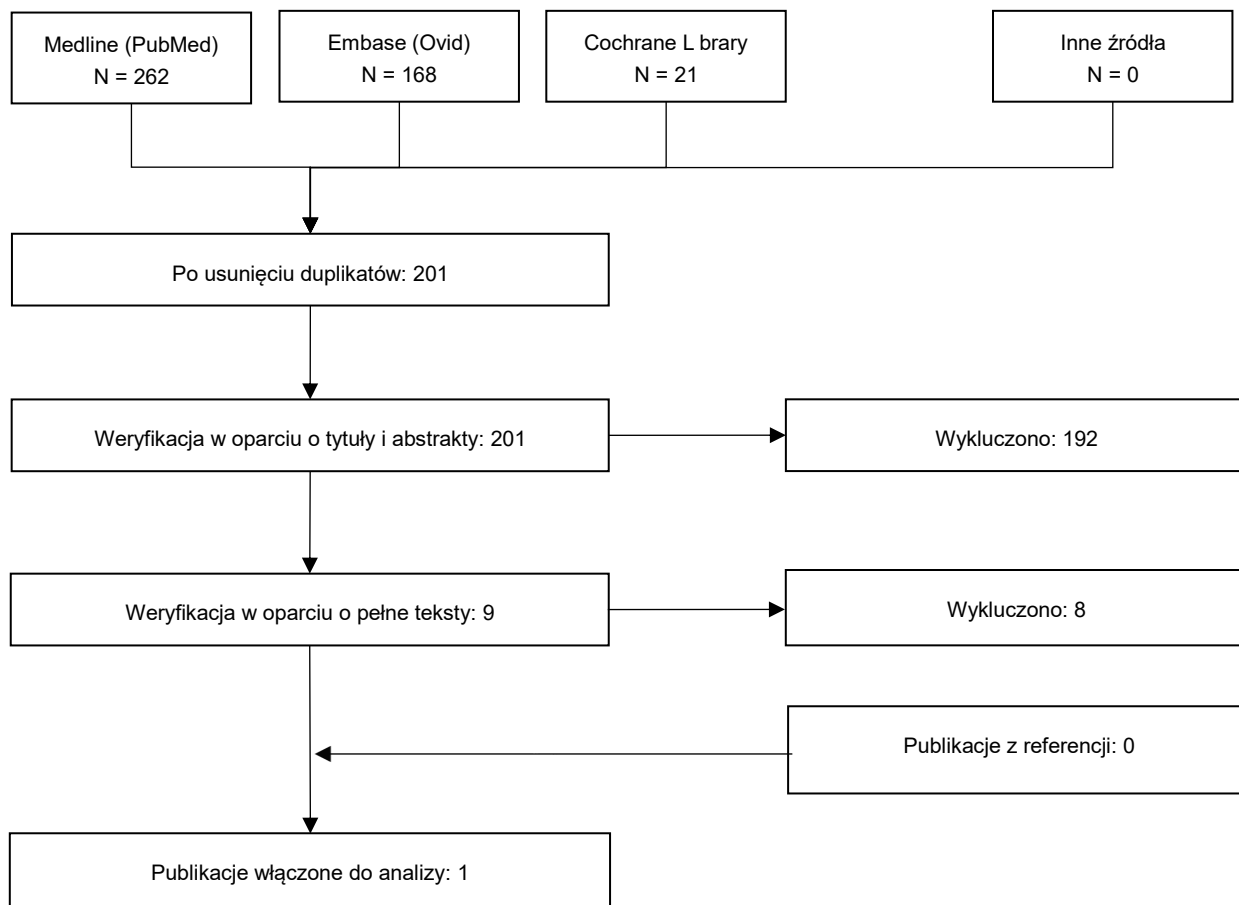 Medline (PubMed)
N = 262
Embase (Ovid)
N = 168
Cochrane L brary
N = 21
Inne źródła
N = 0
Po usunięciu duplikatów: 201
Weryfikacja w oparciu o tytuły i abstrakty: 201
Wykluczono: 192
Weryfikacja w oparciu o pełne teksty: 9
Wykluczono: 8
Publikacje z referencji: 0
Publikacje włączone do analizy: 1